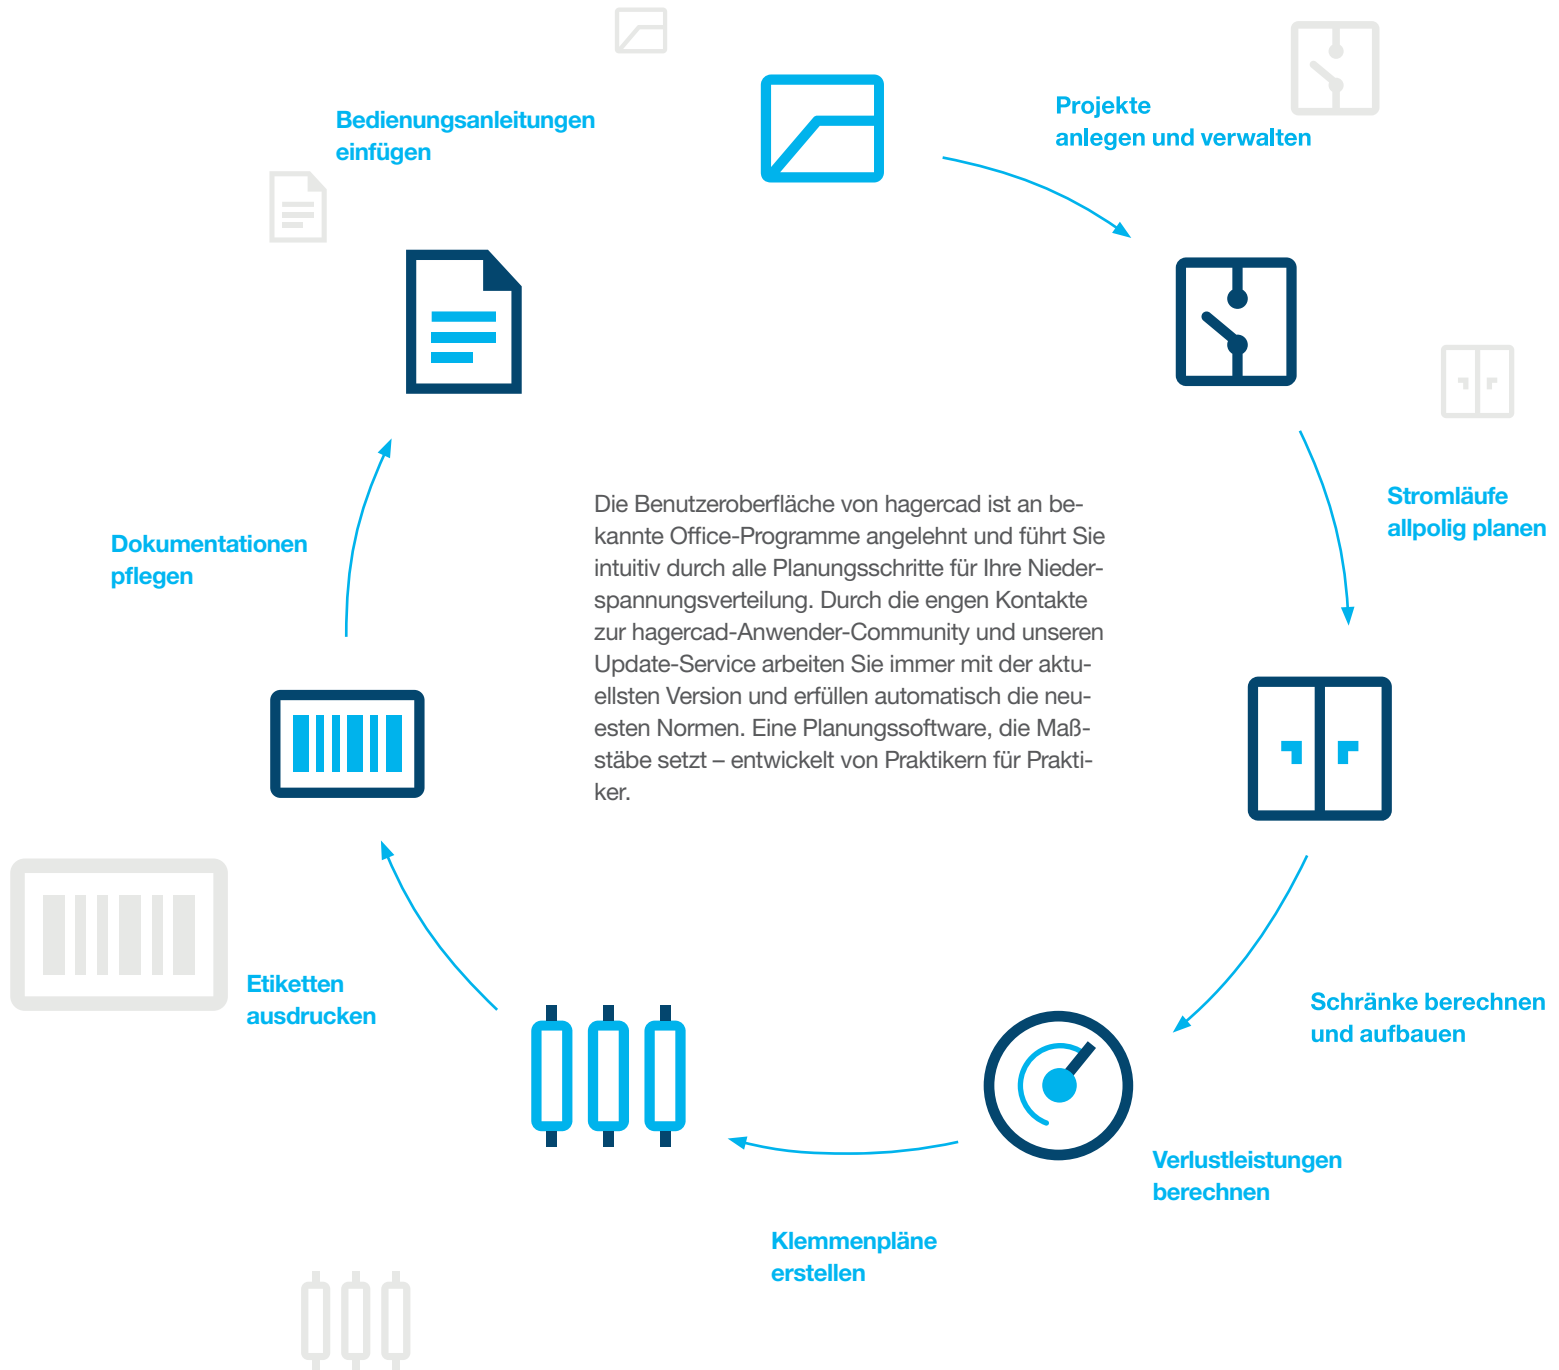 Bedienungsanleitungen
einfügen
Projekte
anlegen und verwalten
Stromläufe
allpolig planen
Die Benutzeroberfläche von hagercad ist an be-
kannte Office-Programme angelehnt und führt Sie
intuitiv durch alle Planungsschritte für Ihre Nieder-
spannungsverteilung. Durch die engen Kontakte
zur hagercad-Anwender-Community und unseren
Update-Service arbeiten Sie immer mit der aktu-
ellsten Version und erfüllen automatisch die neu-
esten Normen. Eine Planungssoftware, die Maß-
stäbe setzt – entwickelt von Praktikern für Prakti-
ker.
Dokumentationen
pflegen
Etiketten
ausdrucken
Schränke berechnen
und aufbauen
Verlustleistungen
berechnen
Klemmenpläne
erstellen